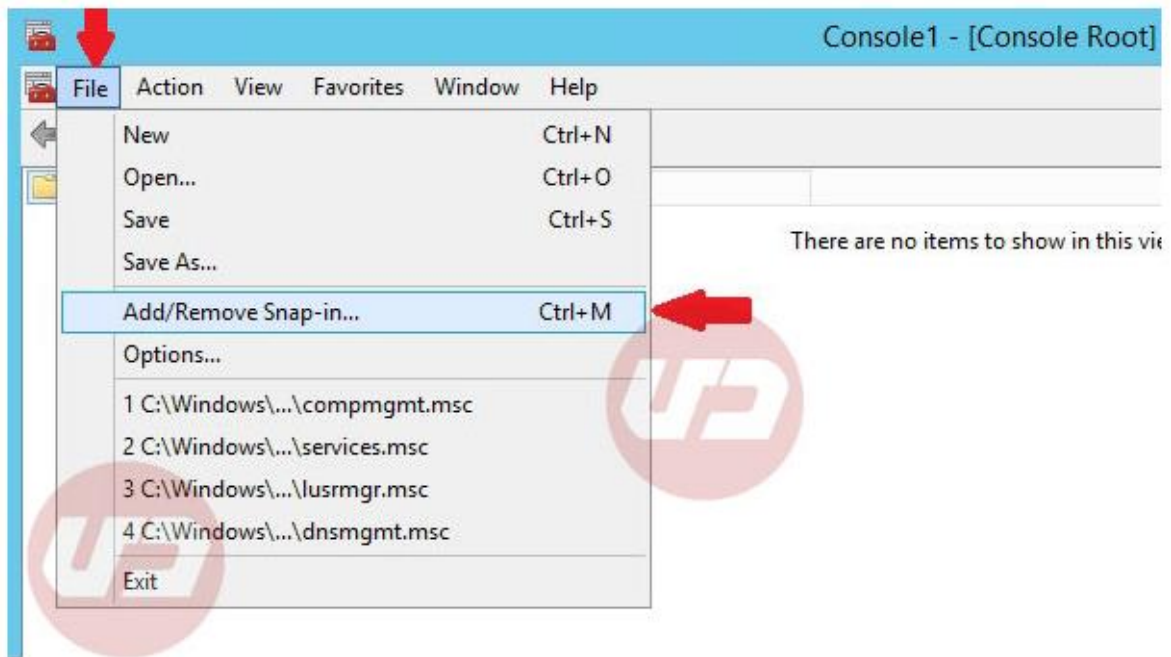 Console1 - [Console Root]
File Action View Favorites Window Help
New Ctrl+N
Open... Ctrl+O
Save Ctrl+S
There are no items to show in this vie
Save As...
Add/Remove Snap-in... Ctrl+M
Options...
1 C:\Windows\...\compmgmt.msc
2 C:\Windows\...\services.msc
3 C:\Windows\...\lusrmgr.msc
4 C:\Windows\...\dnsmgmt.msc
Exit